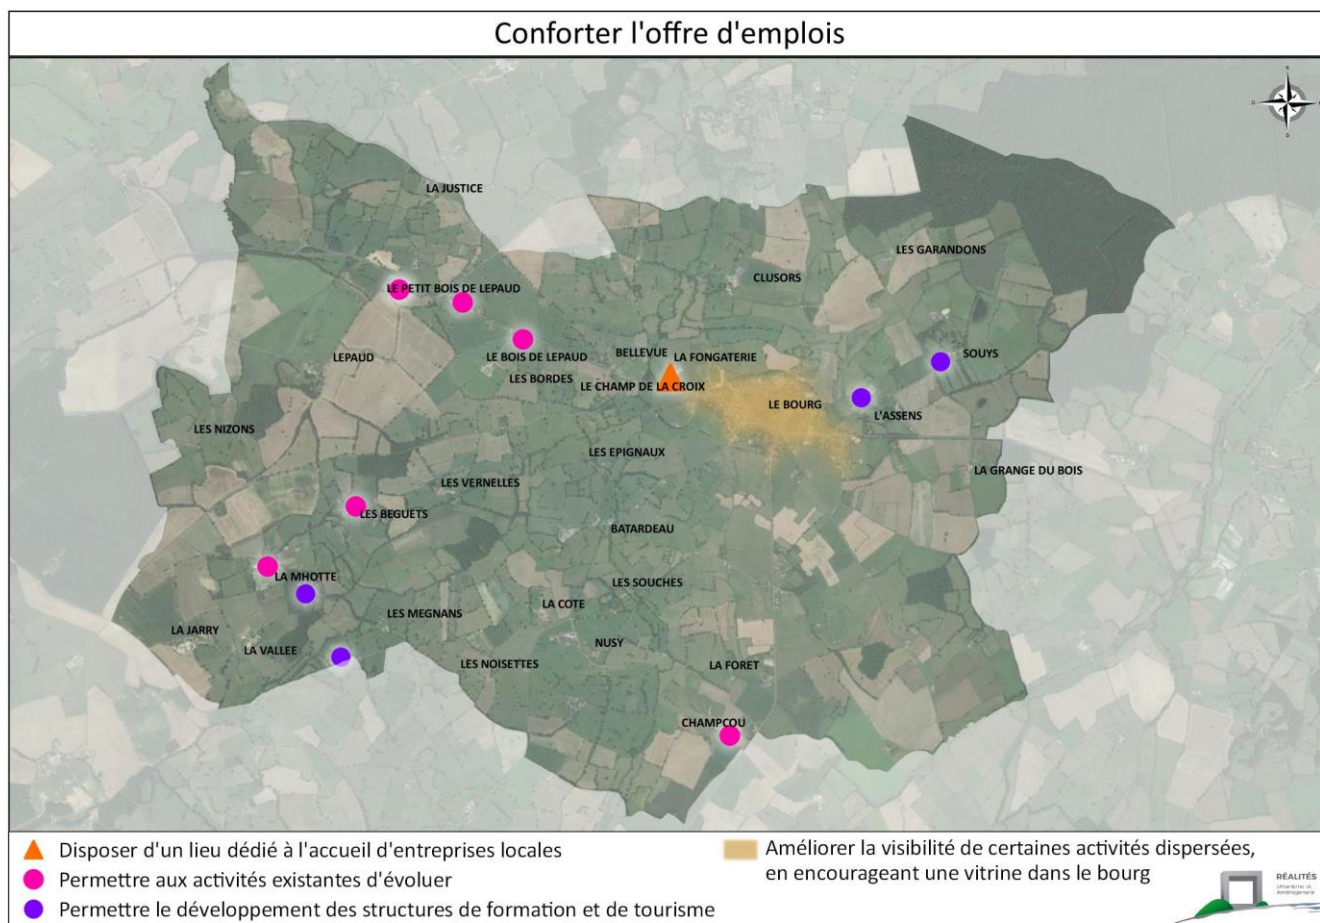 Conforter l'offre d'emplois
LA JUSTICE
LES GARANDONS
CLUSORS
LE PETIT BOIS DE LEPAUD
BELLEVUE
LA FONGATERIE
SOUYS
LEPAUD
LE BOIS DE LEPAUD
LES BORDES
LE CHAMP DE LA CROIX
LE BOURG
L'ASSENS
LES NIZONS
LES EPIGNAUX
LA GRANGE DU BOIS
LES VERNELLES
LES BEGUETS
BATARDEAU
LA MHOTTE
LES SOUCHES
LA COTE
LES MEGNANS
LA JARRY
NUSY
LA VALLEE
LES NOISETTES
LA FORET
CHAMPCOU
Disposer d'un lieu dédié à l'accueil d'entreprises locales
Permettre aux activités existantes d'évoluer
Permettre le développement des structures de formation et de tourisme
Améliorer la visibilité de certaines activités dispersées,
en encourageant une vitrine dans le bourg
RÉALITÉS
Urbanisme et
Aménagement